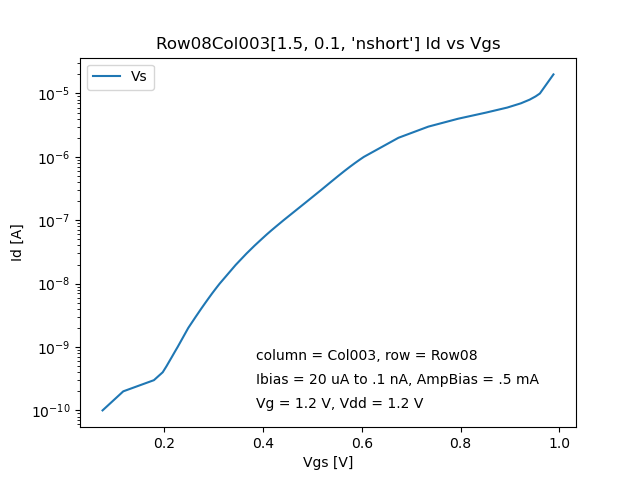 Row08Col003[1.5, 0.1, 'nshort'] Id vs Vgs
Vs
10⁻⁵
10⁻⁶
10⁻⁷
10⁻⁸
10⁻⁹
10⁻¹⁰
Id [A]
column = Col003, row = Row08
Ibias = 20 uA to .1 nA, AmpBias = .5 mA
Vg = 1.2 V, Vdd = 1.2 V
0.2 0.4 0.6 0.8 1.0
Vgs [V]